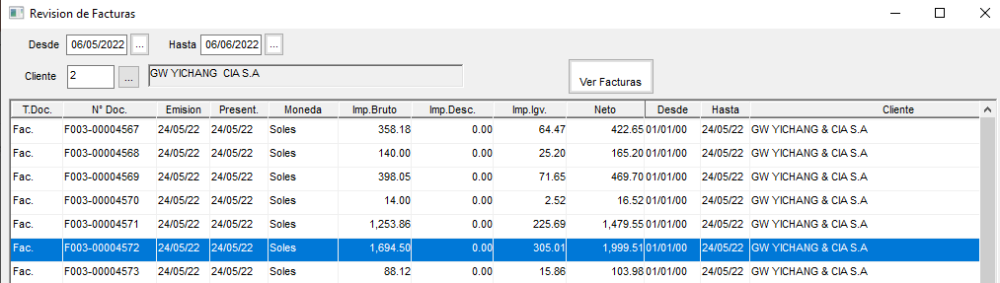 Revision de Facturas
Desde 06/05/2022 ... Hasta 06/06/2022 ...
Cliente 2 ... GW YICHANG CIA S.A Ver Facturas
T.Doc. N° Doc. Emision Present. Moneda Imp.Bruto Imp.Desc. Imp.Igv. Neto Desde Hasta Cliente
Fac. F003-00004567 24/05/22 24/05/22 Soles 358.18 0.00 64.47 422.65 01/01/00 24/05/22 GW YICHANG & CIA S.A
Fac. F003-00004568 24/05/22 24/05/22 Soles 140.00 0.00 25.20 165.20 01/01/00 24/05/22 GW YICHANG & CIA S.A
Fac. F003-00004569 24/05/22 24/05/22 Soles 398.05 0.00 71.65 469.70 01/01/00 24/05/22 GW YICHANG & CIA S.A
Fac. F003-00004570 24/05/22 24/05/22 Soles 14.00 0.00 2.52 16.52 01/01/00 24/05/22 GW YICHANG & CIA S.A
Fac. F003-00004571 24/05/22 24/05/22 Soles 1,253.86 0.00 225.69 1,479.55 01/01/00 24/05/22 GW YICHANG & CIA S.A
Fac. F003-00004572 24/05/22 24/05/22 Soles 1,694.50 0.00 305.01 1,999.51 01/01/00 24/05/22 GW YICHANG & CIA S.A
Fac. F003-00004573 24/05/22 24/05/22 Soles 88.12 0.00 15.86 103.98 01/01/00 24/05/22 GW YICHANG & CIA S.A